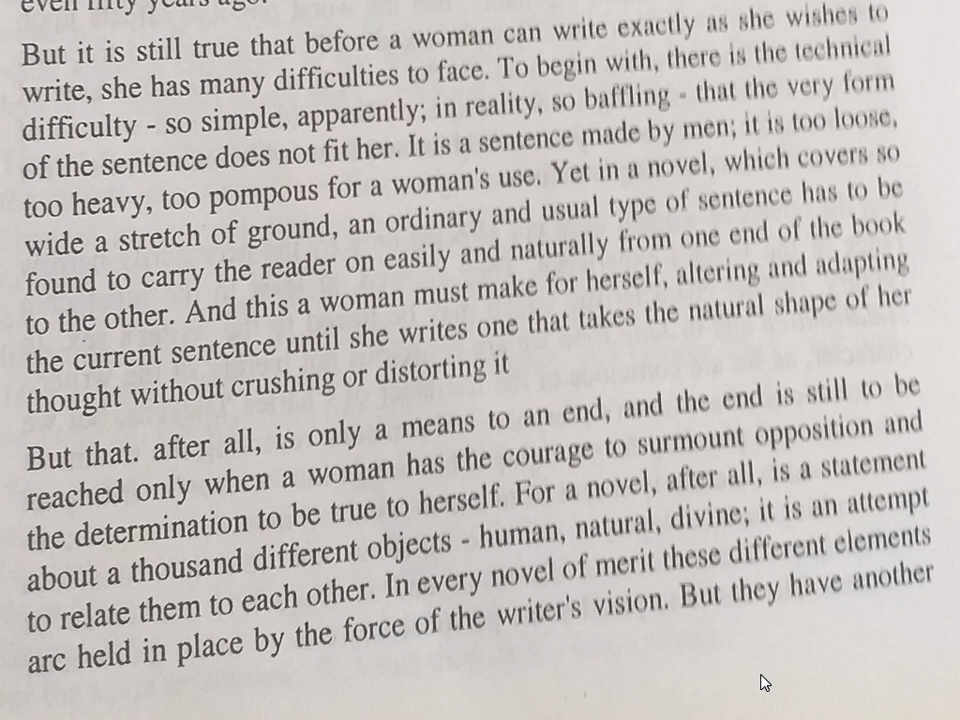 even fifty years ago.
But it is still true that before a woman can write exactly as she wishes to
write, she has many difficulties to face. To begin with, there is the technical
difficulty - so simple, apparently; in reality, so baffling - that the very form
of the sentence does not fit her. It is a sentence made by men; it is too loose,
too heavy, too pompous for a woman's use. Yet in a novel, which covers so
wide a stretch of ground, an ordinary and usual type of sentence has to be
found to carry the reader on easily and naturally from one end of the book
to the other. And this a woman must make for herself, altering and adapting
the current sentence until she writes one that takes the natural shape of her
thought without crushing or distorting it
But that. after all, is only a means to an end, and the end is still to be
reached only when a woman has the courage to surmount opposition and
the determination to be true to herself. For a novel, after all, is a statement
about a thousand different objects - human, natural, divine; it is an attempt
to relate them to each other. In every novel of merit these different elements
arc held in place by the force of the writer's vision. But they have another